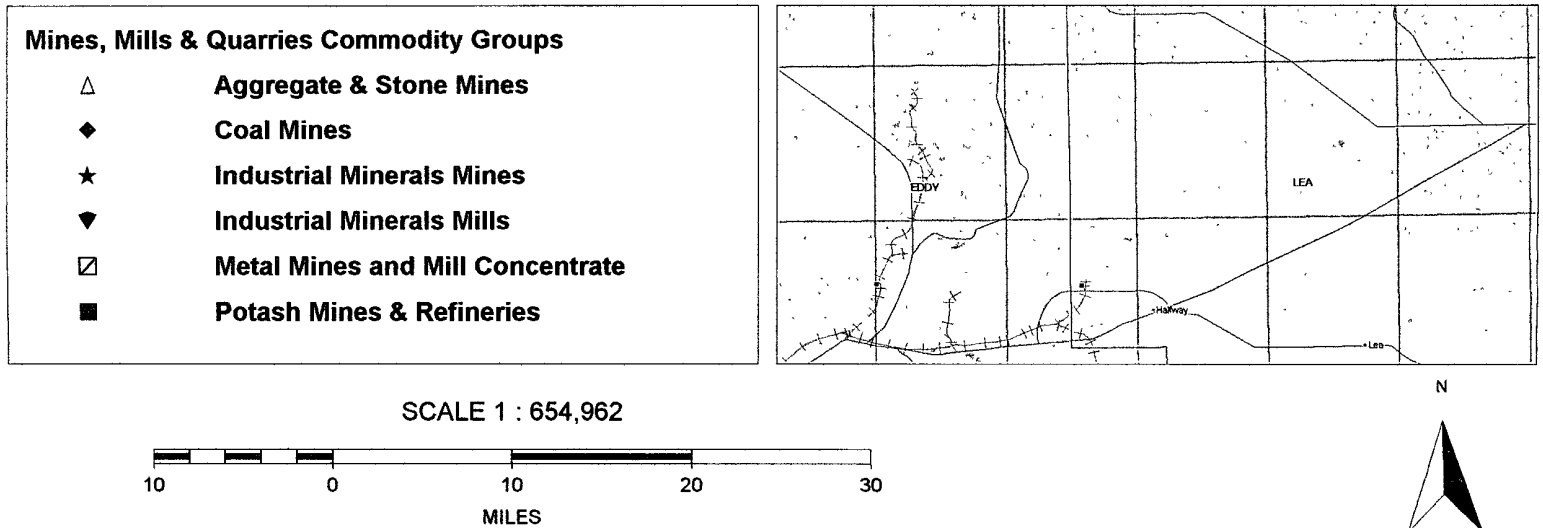 Mines, Mills & Quarries Commodity Groups
Aggregate & Stone Mines
Coal Mines
Industrial Minerals Mines
Industrial Minerals Mills
Metal Mines and Mill Concentrate
Potash Mines & Refineries
EDDY
LEA
Halfway
Lea
SCALE 1 : 654,962
10 0 10 20 30
MILES
N